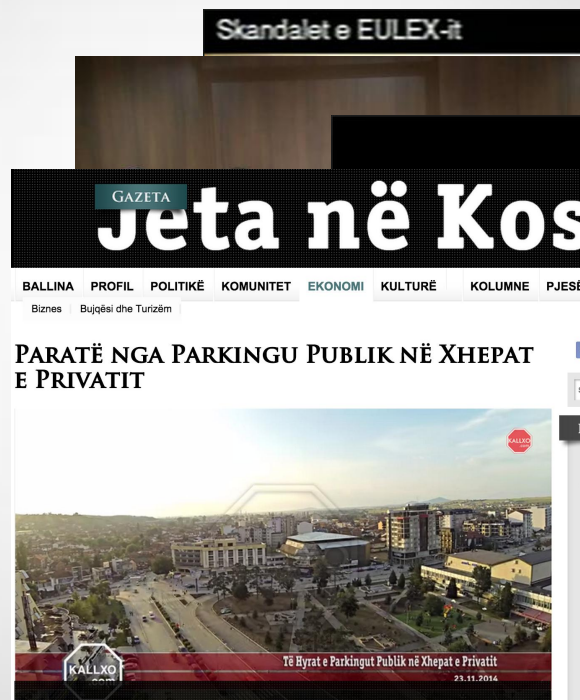 Skandalet e EULEX-it
GAZETA
Jeta në Kos
BALLINA PROFIL POLITIKË KOMUNITET EKONOMI KULTURË KOLUMNE PJESË
Biznes Bujqësi dhe Turizëm
PARATË NGA PARKINGU PUBLIK NË XHEPAT
E PRIVATIT
KALLXO
.com
Të Hyrat e Parkingut Publik në Xhepat e Privatit
KALLXO
.com
23.11.2014